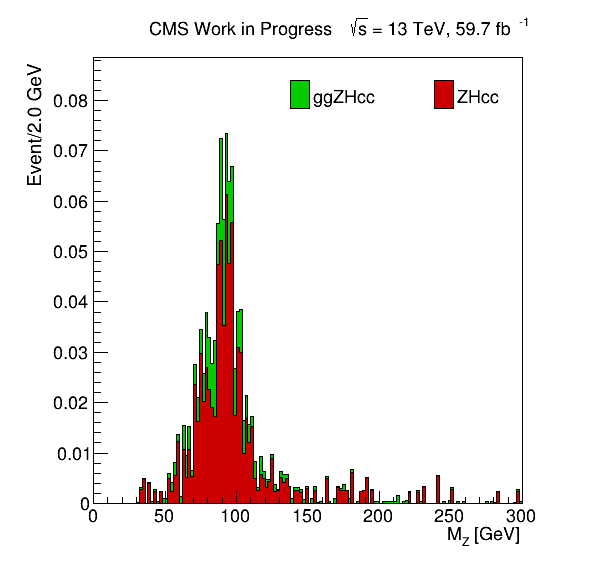 CMS Work in Progress √s = 13 TeV, 59.7 fb -1
Event/2.0 GeV
ggZHcc ZHcc
0.08
0.07
0.06
0.05
0.04
0.03
0.02
0.01
0
0 50 100 150 200 250 300
M_Z [GeV]